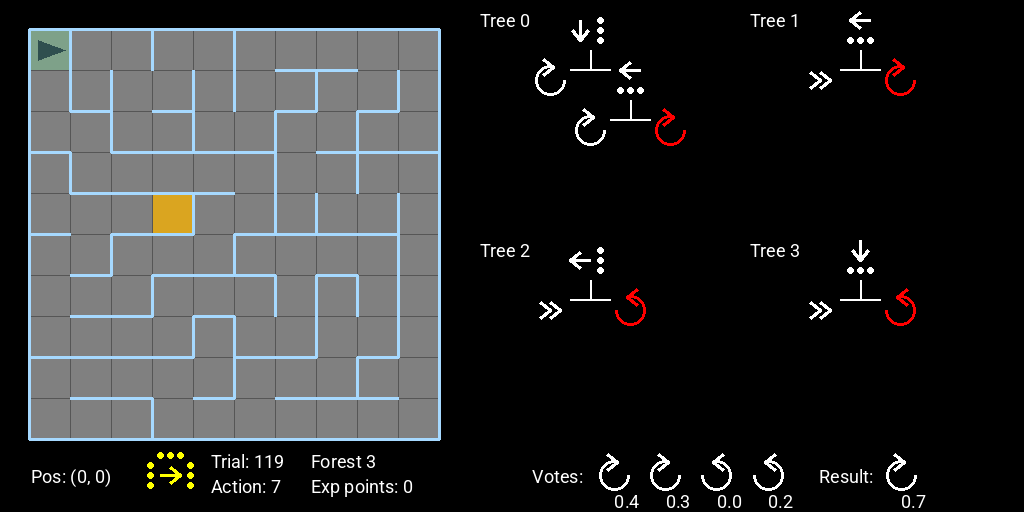 Tree 0
Tree 1
Tree 2
Tree 3
Pos: (0, 0)
Trial: 119
Forest 3
Action: 7
Exp points: 0
Votes:
0.4
0.3
0.0
0.2
Result:
0.7